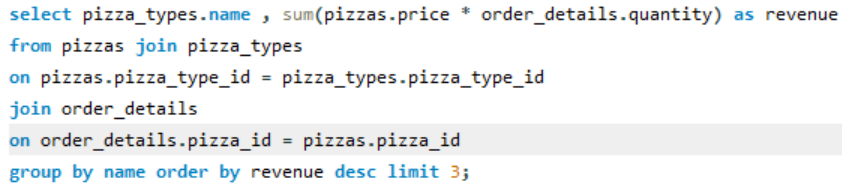 select pizza_types.name , sum(pizzas.price * order_details.quantity) as revenue
from pizzas join pizza_types
on pizzas.pizza_type_id = pizza_types.pizza_type_id
join order_details
on order_details.pizza_id = pizzas.pizza_id
group by name order by revenue desc limit 3;